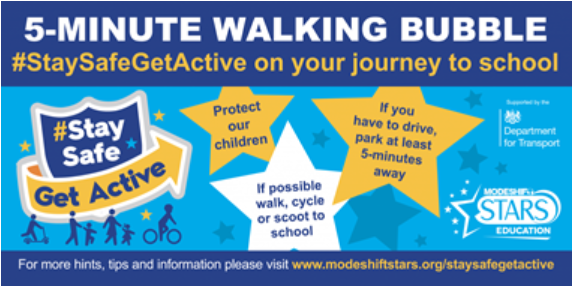 5-MINUTE WALKING BUBBLE
#StaySafeGetActive on your journey to school
#Stay
Safe
Get Active
Protect
our
children
If possible
walk, cycle
or scoot to
school
If you
have to drive,
park at least
5-minutes
away
Supported by the
Department
for Transport
MODESHIFT
STARS
EDUCATION
For more hints, tips and information please visit www.modeshiftstars.org/staysafegetactive